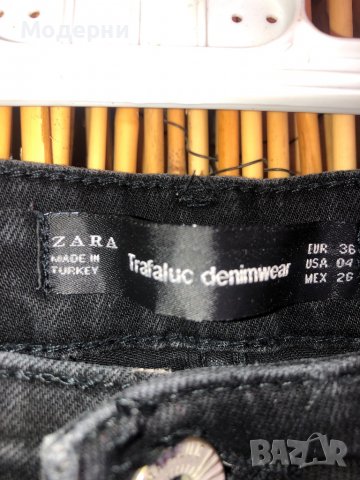 Модерни
ZARA
MADE IN
TURKEY
Trafaluc denimwear
EUR 36
USA 04
MEX 26
BAZAR